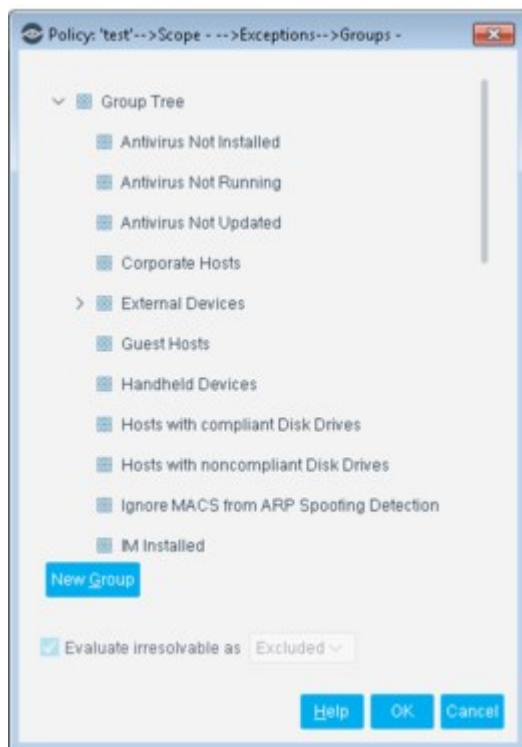 Policy: 'test'-->Scope - -->Exceptions-->Groups -
Group Tree
Antivirus Not Installed
Antivirus Not Running
Antivirus Not Updated
Corporate Hosts
External Devices
Guest Hosts
Handheld Devices
Hosts with compliant Disk Drives
Hosts with noncompliant Disk Drives
Ignore MACS from ARP Spoofing Detection
IM Installed
New Group
Evaluate irresolvable as Excluded
Help OK Cancel